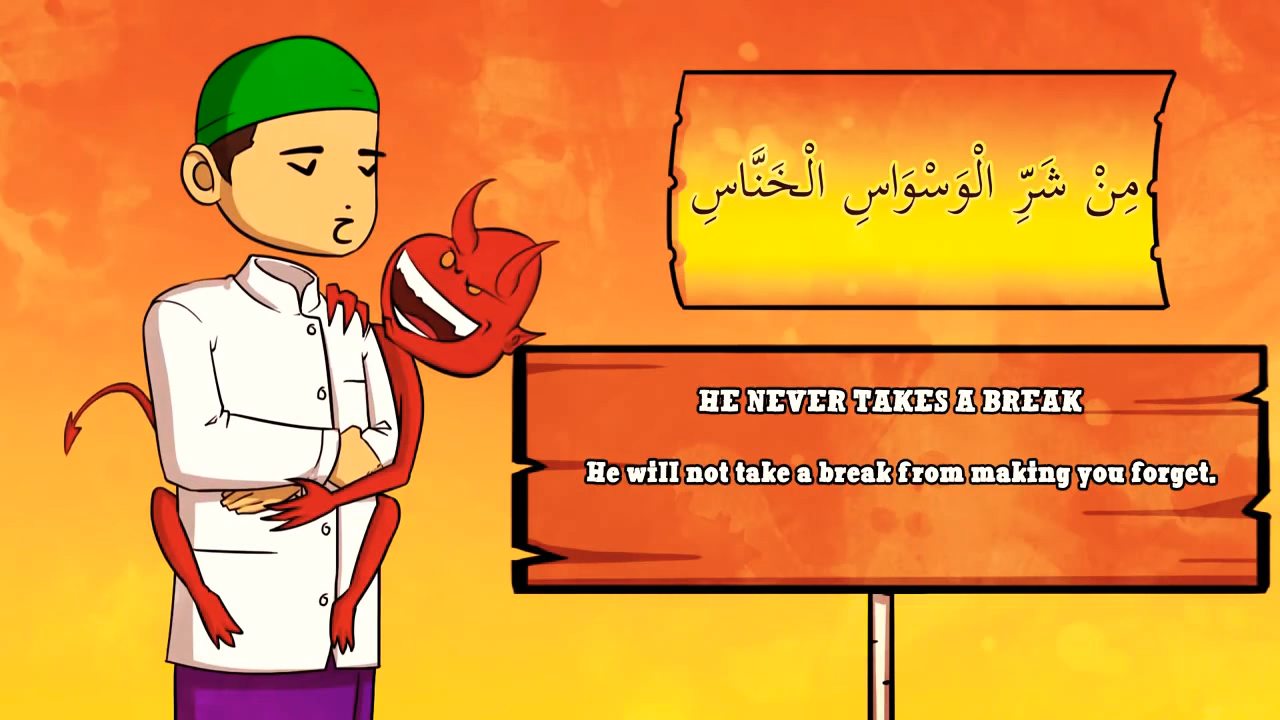 مِنْ شَرِّ الْوَسْوَاسِ الْخَنَّاسِ
HE NEVER TAKES A BREAK
He will not take a break from making you forget.